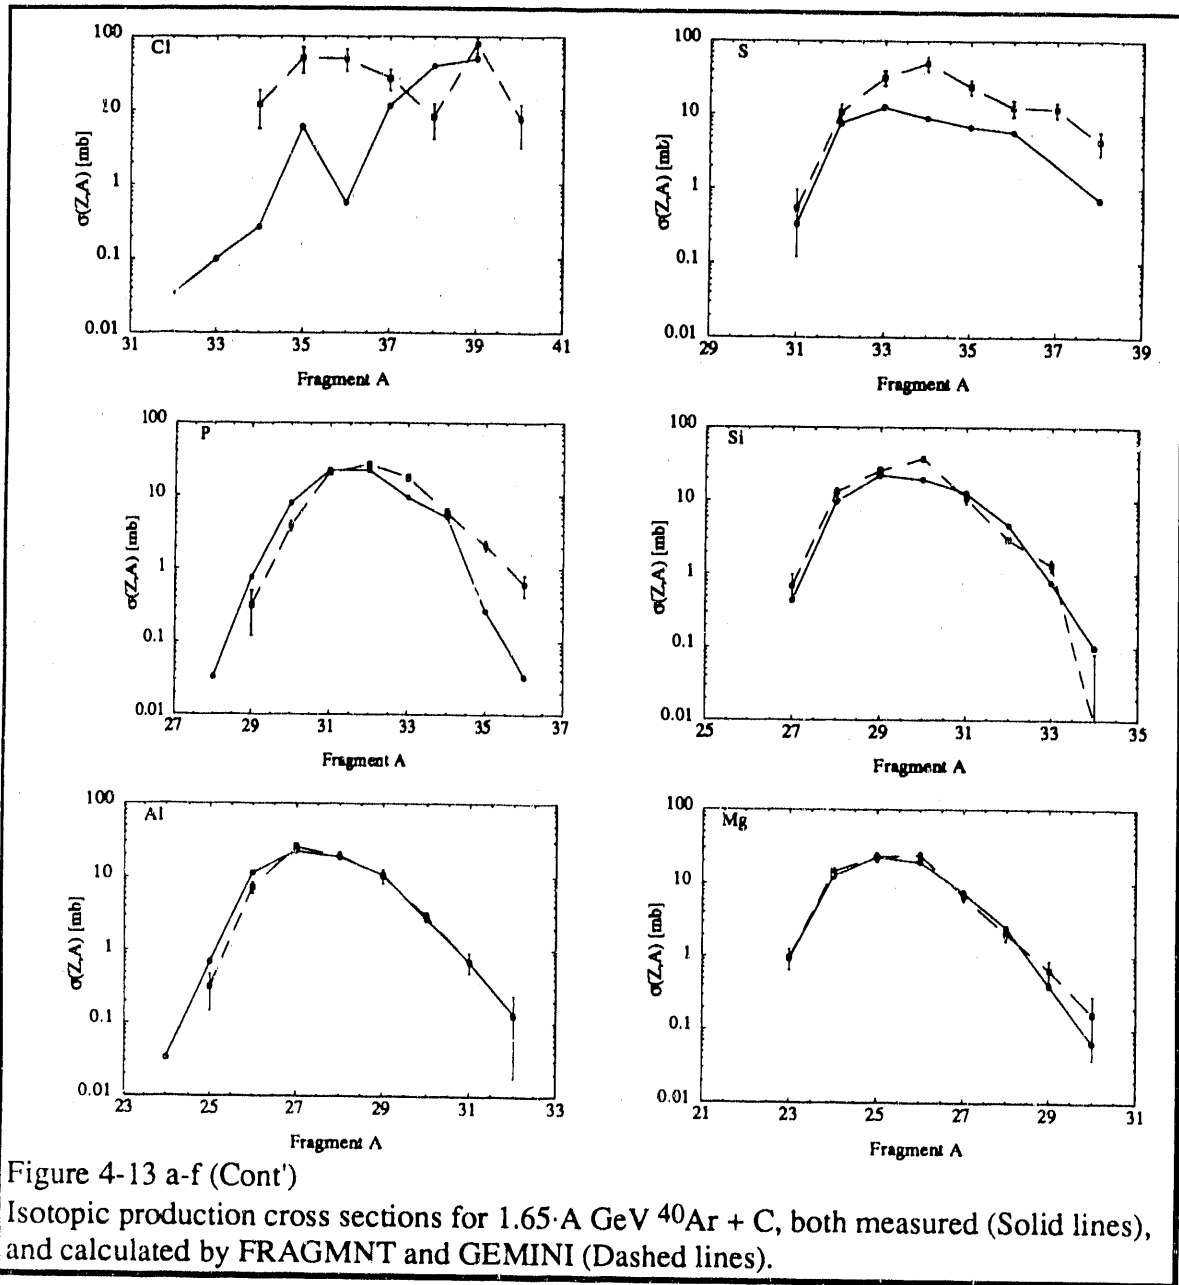 Cl
100
10
1
0.1
0.01
σ(Z,A) [mb]
31 33 35 37 39 41
Fragment A
S
100
10
1
0.1
0.01
σ(Z,A) [mb]
29 31 33 35 37 39
Fragment A
P
100
10
1
0.1
0.01
σ(Z,A) [mb]
27 29 31 33 35 37
Fragment A
Si
100
10
1
0.1
0.01
σ(Z,A) [mb]
25 27 29 31 33 35
Fragment A
Al
100
10
1
0.1
0.01
σ(Z,A) [mb]
23 25 27 29 31 33
Fragment A
Mg
100
10
1
0.1
0.01
σ(Z,A) [mb]
21 23 25 27 29 31
Fragment A
Figure 4-13 a-f (Cont')
Isotopic production cross sections for 1.65·A GeV ⁴⁰Ar + C, both measured (Solid lines),
and calculated by FRAGMNT and GEMINI (Dashed lines).